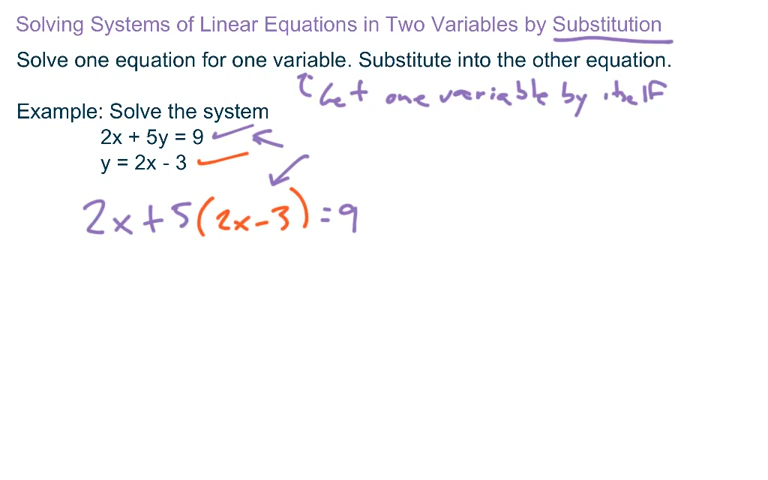 Solving Systems of Linear Equations in Two Variables by Substitution
Solve one equation for one variable. Substitute into the other equation.
Get one variable by itself
Example: Solve the system
2x + 5y = 9
y = 2x - 3
2x+5(2x-3)=9